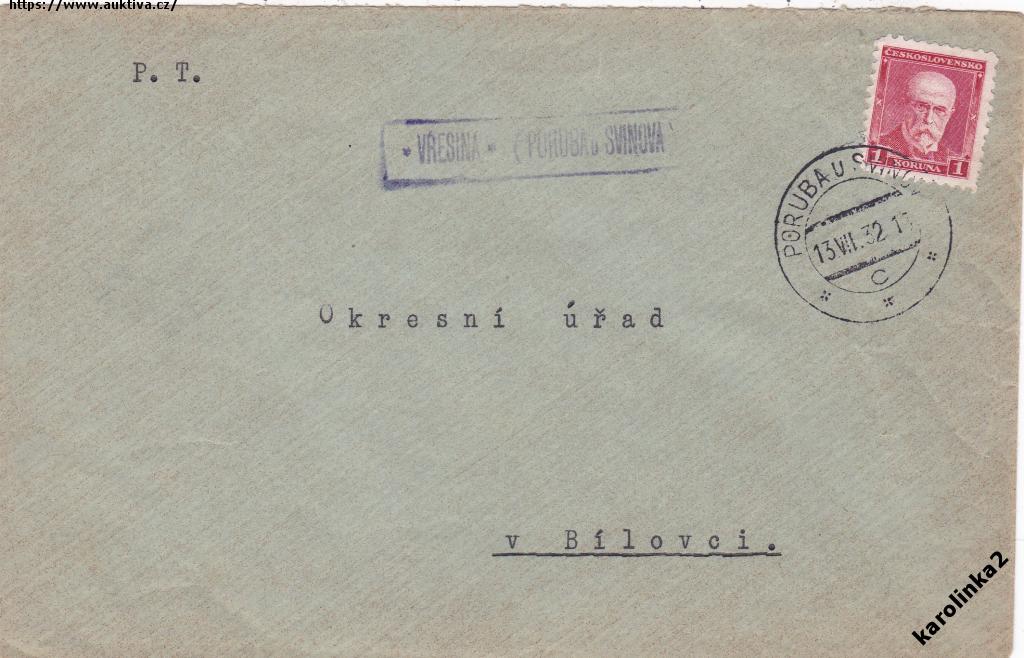 https://www.auktiva.cz/
P. T.
ČESKOSLOVENSKO
1 KORUNA 1
* VŘESINA * (PORUBA U SVINOVA)
PORUBA U SVINO
13.VII.32
C
Okresní úřad
v Bílovci.
karolinka2